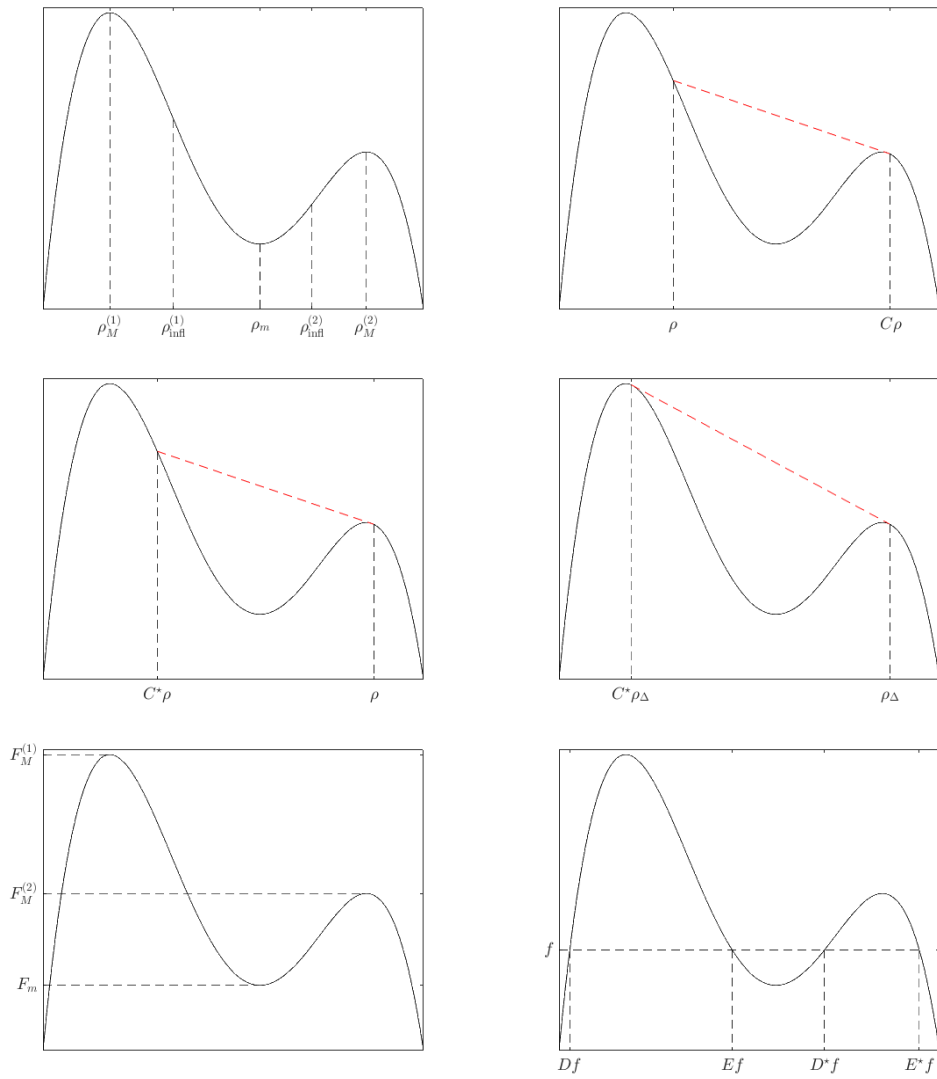 ρ_M^(1) ρ_infl^(1) ρ_m ρ_infl^(2) ρ_M^(2)
ρ Cρ
C⋆ρ ρ
C⋆ρ_Δ ρ_Δ
F_M^(1)
F_M^(2)
F_m
f
Df Ef D⋆f E⋆f